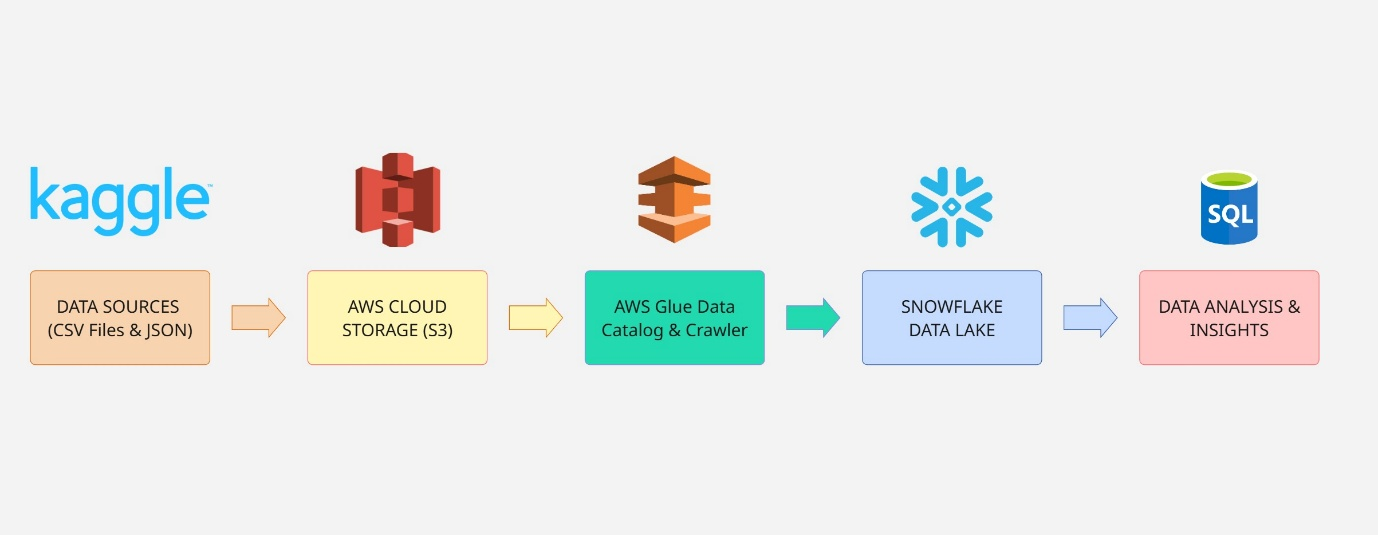 kaggle™
SQL
DATA SOURCES
(CSV Files & JSON)
AWS CLOUD
STORAGE (S3)
AWS Glue Data
Catalog & Crawler
SNOWFLAKE
DATA LAKE
DATA ANALYSIS &
INSIGHTS